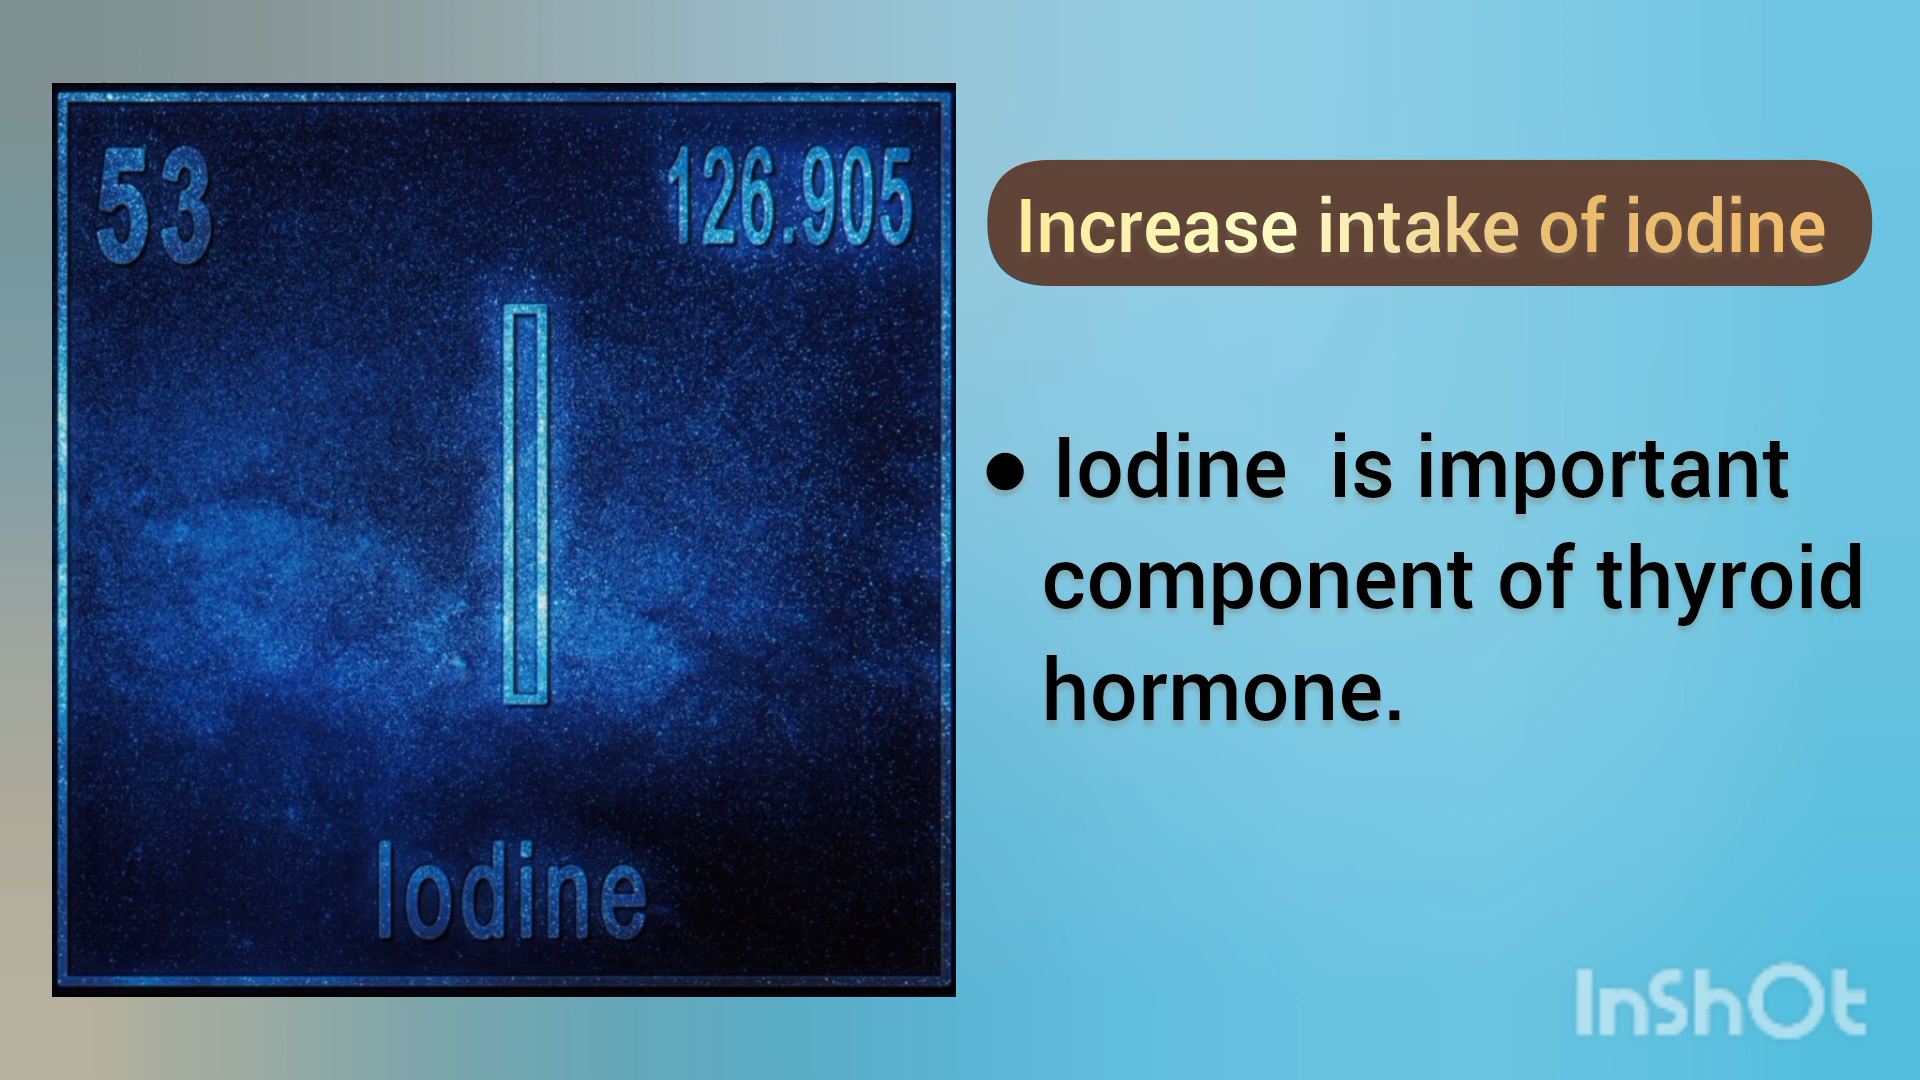 53
126.905
I
Iodine
Increase intake of iodine
● Iodine  is important
component of thyroid
hormone.
InShOt